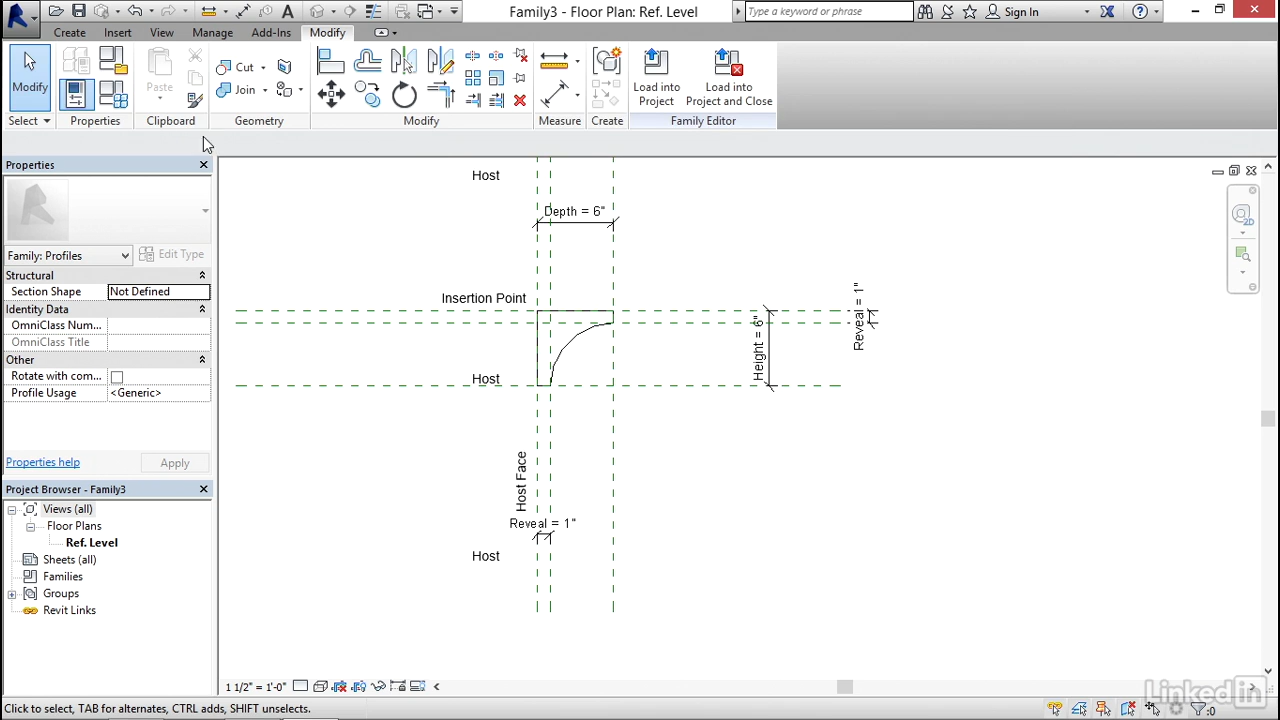 Family3 - Floor Plan: Ref. Level
Type a keyword or phrase
Sign In
Create Insert View Manage Add-Ins Modify
Modify
Paste
Cut
Join
Load into
Project
Load into
Project and Close
Select Properties Clipboard Geometry Modify Measure Create Family Editor
Properties
Family: Profiles
Edit Type
Structural
Section Shape Not Defined
Identity Data
OmniClass Num...
OmniClass Title
Other
Rotate with com...
Profile Usage <Generic>
Properties help
Apply
Project Browser - Family3
Views (all)
Floor Plans
Ref. Level
Sheets (all)
Families
Groups
Revit Links
Host
Depth = 6"
Insertion Point
Reveal = 1"
Height = 6"
Host
Host Face
Reveal = 1"
Host
2D
1 1/2" = 1'-0"
Click to select, TAB for alternates, CTRL adds, SHIFT unselects.
:0
LinkedIn